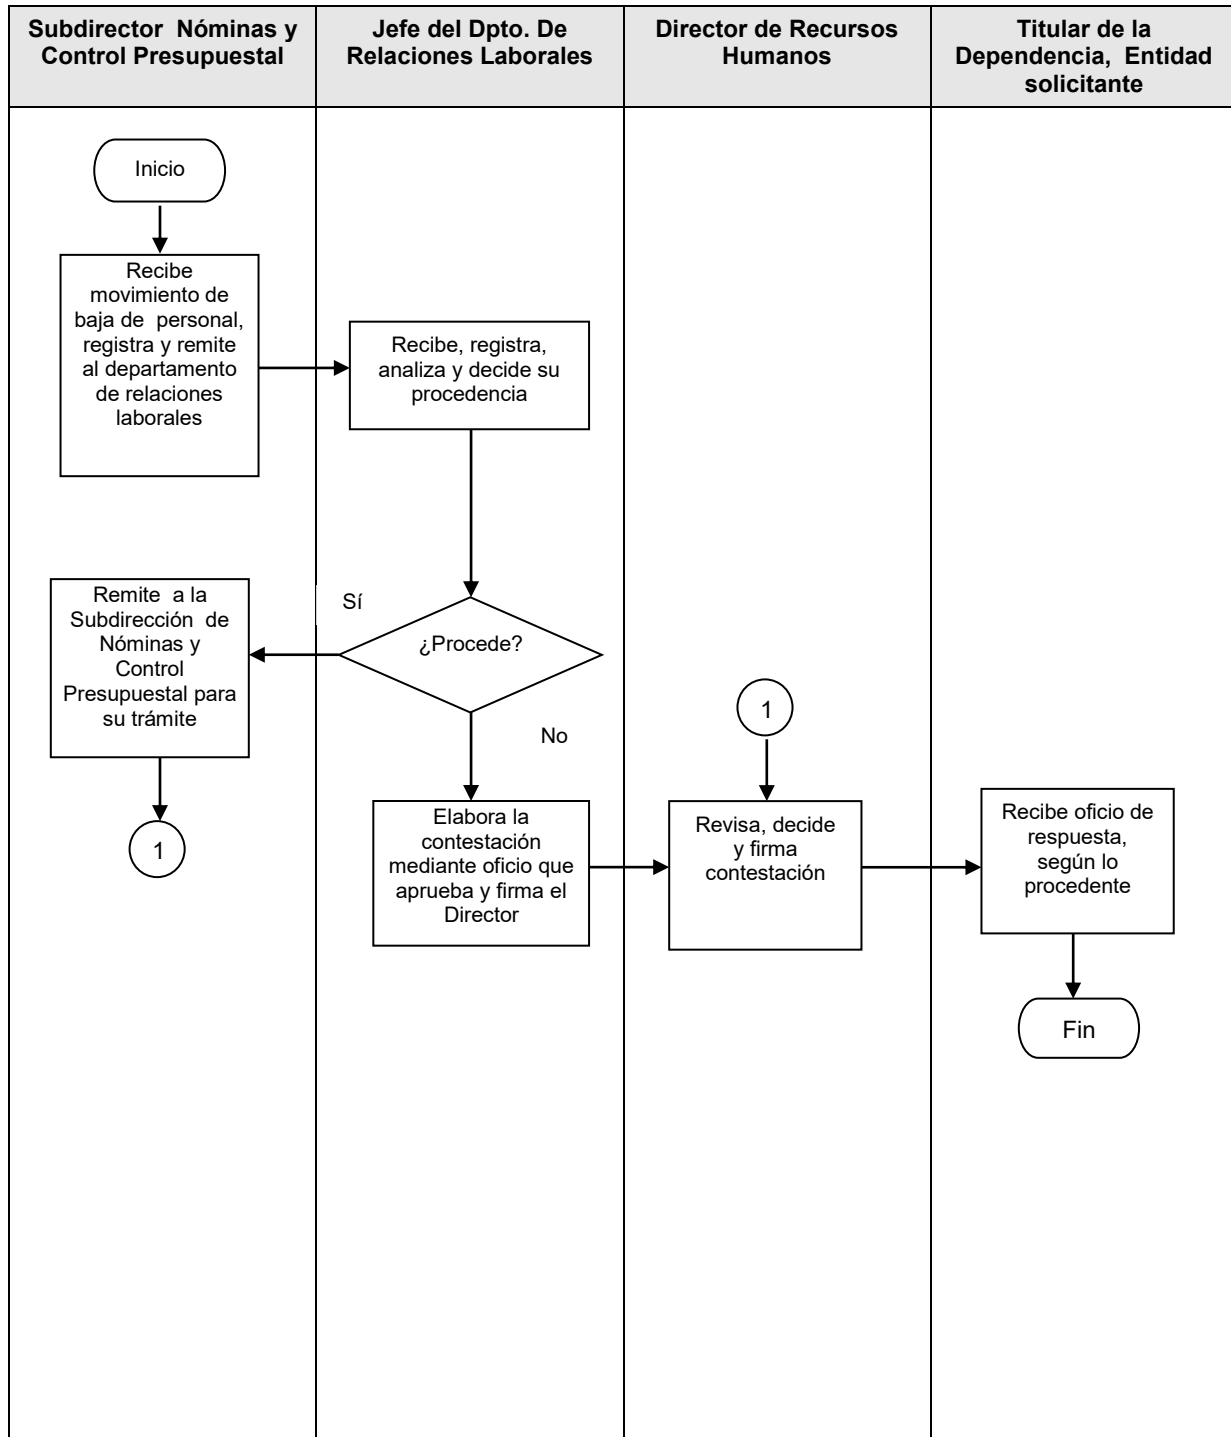 Subdirector Nóminas y
Control Presupuestal
Jefe del Dpto. De
Relaciones Laborales
Director de Recursos
Humanos
Titular de la
Dependencia, Entidad
solicitante
Inicio
Recibe
movimiento de
baja de personal,
registra y remite
al departamento
de relaciones
laborales
Recibe, registra,
analiza y decide su
procedencia
Remite a la
Subdirección de
Nóminas y
Control
Presupuestal para
su trámite
Sí
¿Procede?
No
1
1
Elabora la
contestación
mediante oficio que
aprueba y firma el
Director
Revisa, decide
y firma
contestación
Recibe oficio de
respuesta,
según lo
procedente
Fin